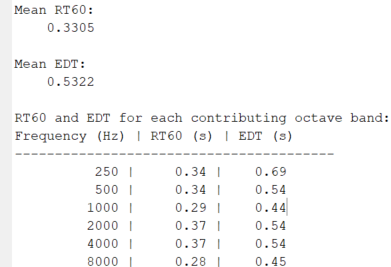 Mean RT60:
0.3305
Mean EDT:
0.5322
RT60 and EDT for each contributing octave band:
Frequency (Hz) | RT60 (s) | EDT (s)
----------------------------------------
250 | 0.34 | 0.69
500 | 0.34 | 0.54
1000 | 0.29 | 0.44
2000 | 0.37 | 0.54
4000 | 0.37 | 0.54
8000 | 0.28 | 0.45